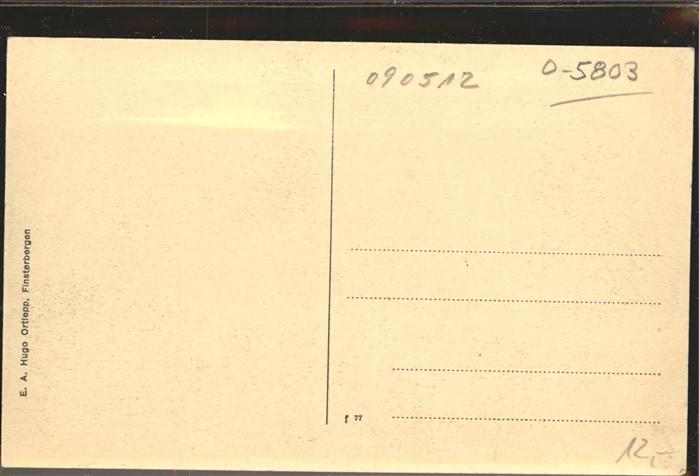 090512
0-5803
E. A. Hugo Ortlepp, Finsterbergen
f 77
12,-